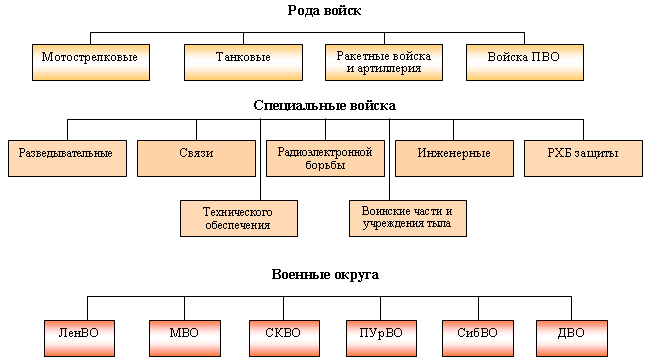 Рода войск
Мотострелковые
Танковые
Ракетные войска
и артиллерия
Войска ПВО
Специальные войска
Разведывательные
Связи
Радиоэлектронной
борьбы
Инженерные
РХБ защиты
Технического
обеспечения
Воинские части и
учреждения тыла
Военные округа
ЛенВО
МВО
СКВО
ПУрВО
СибВО
ДВО